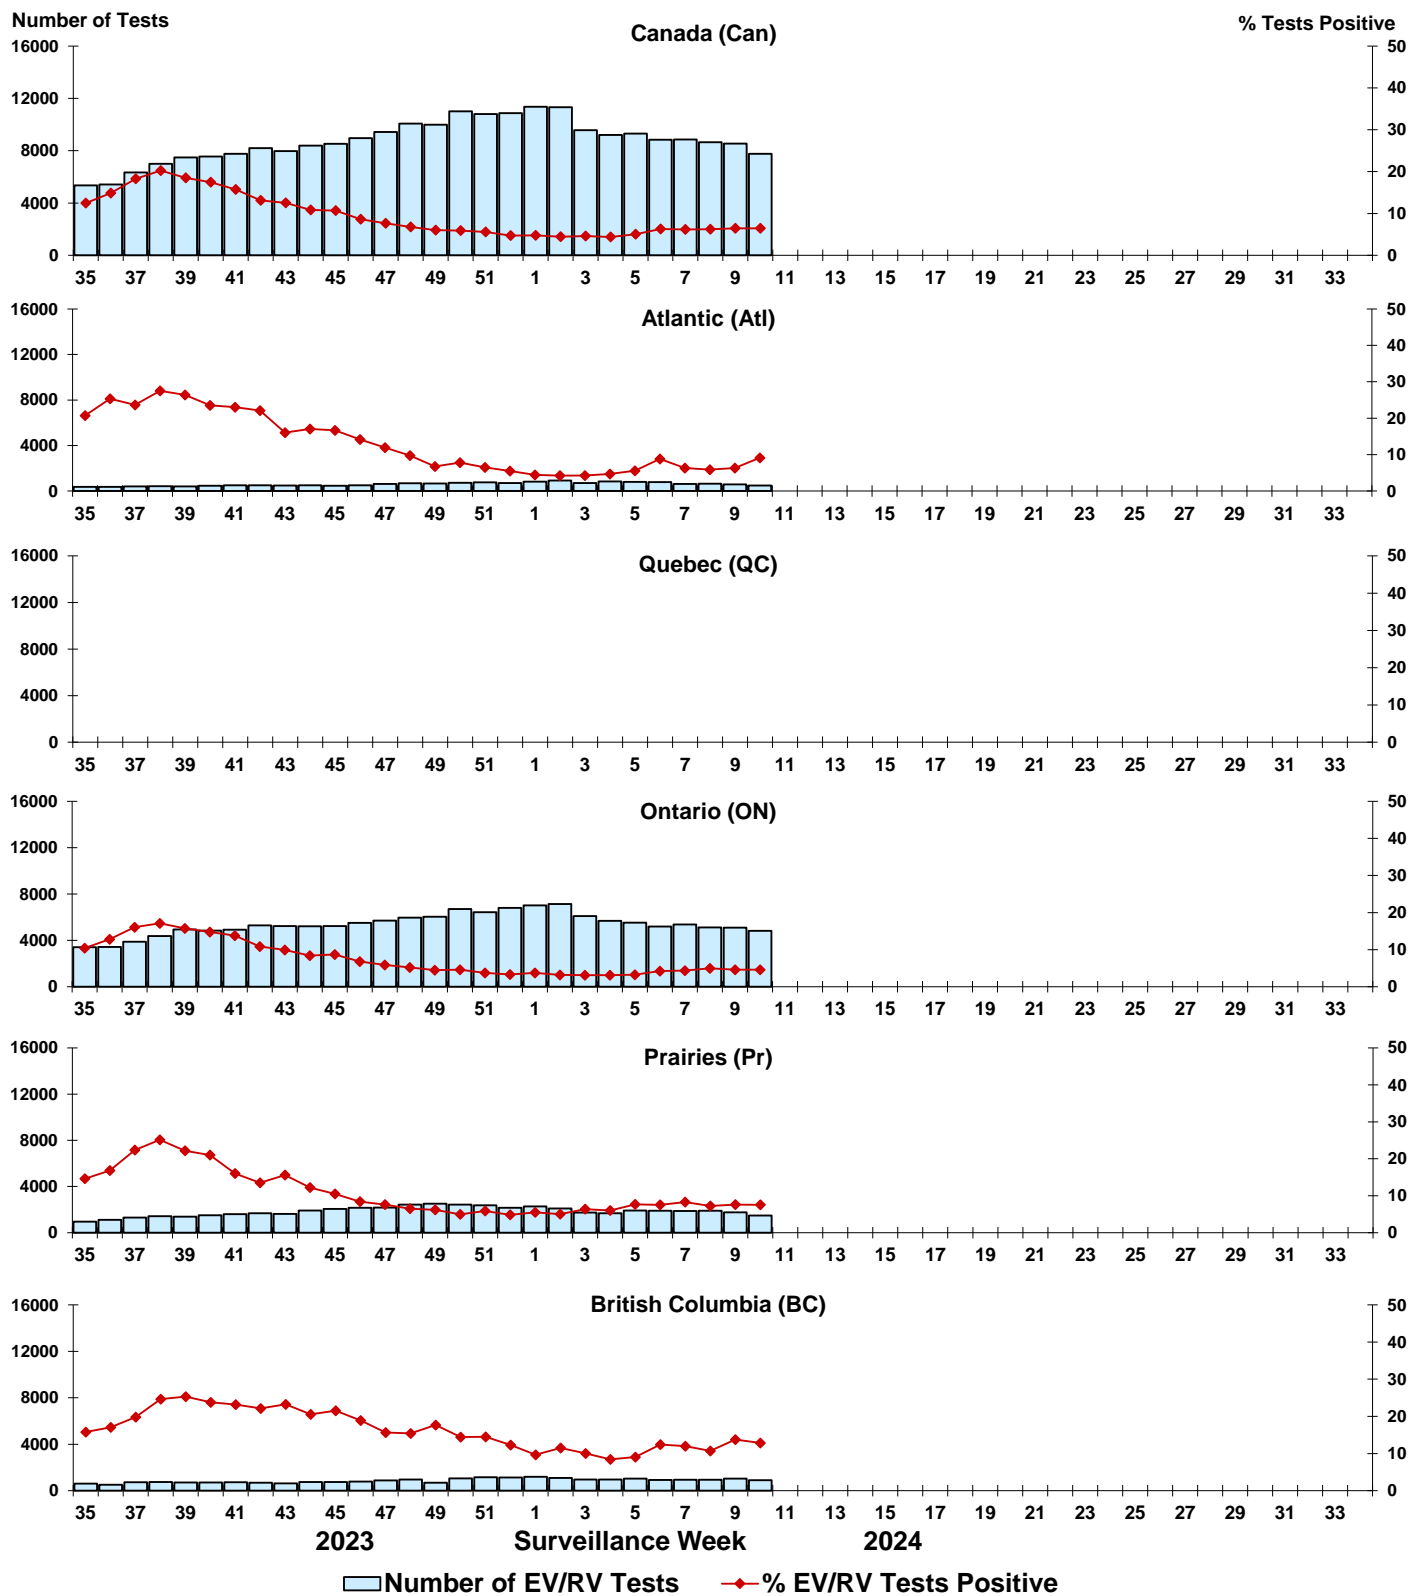 Number of Tests
Canada (Can)
% Tests Positive
16000 50
12000 40
30
8000 20
4000 10
0 0
35 37 39 41 43 45 47 49 51 1 3 5 7 9 11 13 15 17 19 21 23 25 27 29 31 33
Atlantic (Atl)
16000 50
12000 40
30
8000 20
4000 10
0 0
35 37 39 41 43 45 47 49 51 1 3 5 7 9 11 13 15 17 19 21 23 25 27 29 31 33
Quebec (QC)
16000 50
12000 40
30
8000 20
4000 10
0 0
35 37 39 41 43 45 47 49 51 1 3 5 7 9 11 13 15 17 19 21 23 25 27 29 31 33
Ontario (ON)
16000 50
12000 40
30
8000 20
4000 10
0 0
35 37 39 41 43 45 47 49 51 1 3 5 7 9 11 13 15 17 19 21 23 25 27 29 31 33
Prairies (Pr)
16000 50
12000 40
30
8000 20
4000 10
0 0
35 37 39 41 43 45 47 49 51 1 3 5 7 9 11 13 15 17 19 21 23 25 27 29 31 33
British Columbia (BC)
16000 50
12000 40
30
8000 20
4000 10
0 0
35 37 39 41 43 45 47 49 51 1 3 5 7 9 11 13 15 17 19 21 23 25 27 29 31 33
2023 Surveillance Week 2024
Number of EV/RV Tests % EV/RV Tests Positive